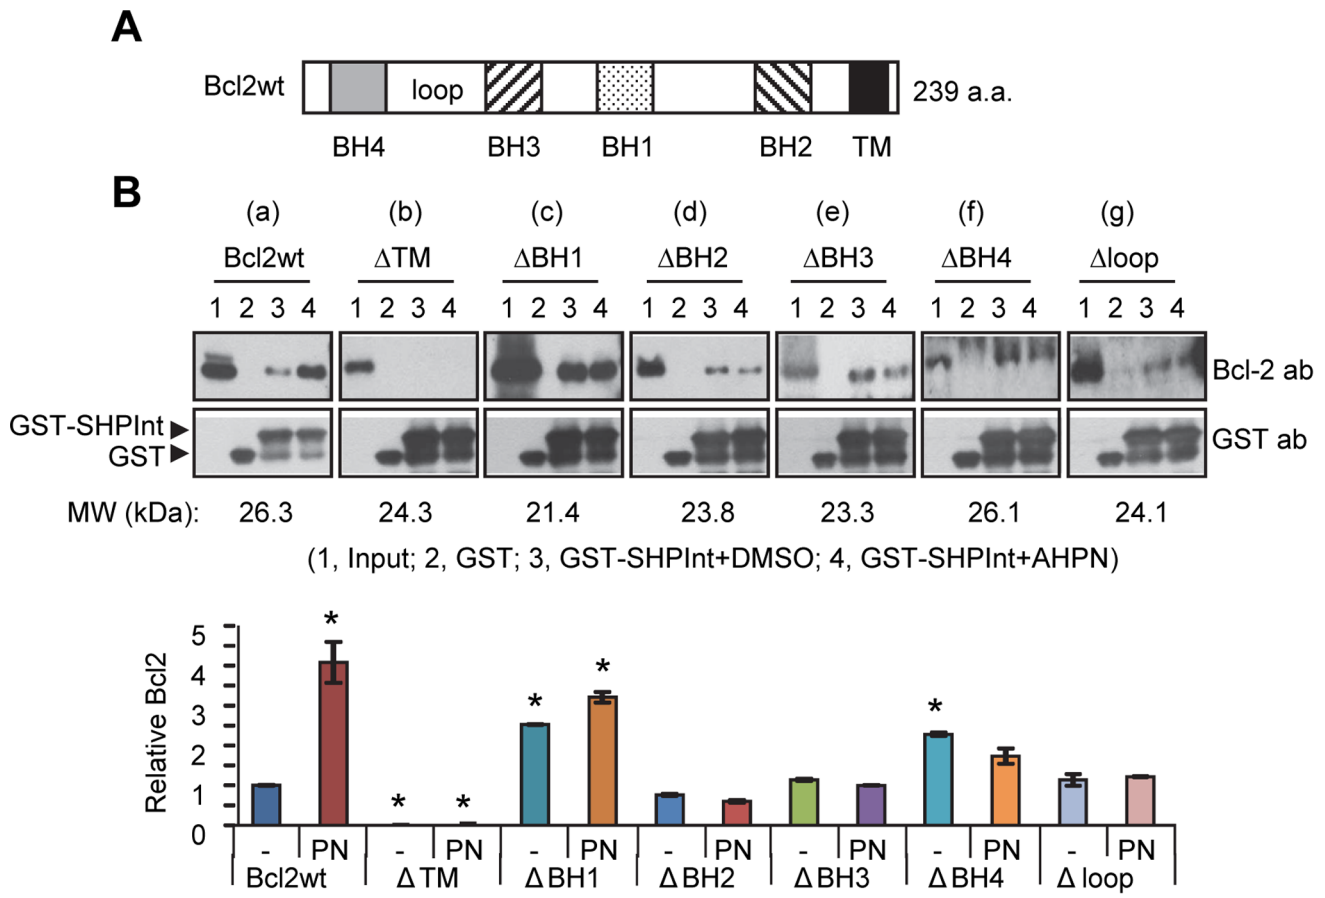 A
Bcl2wt loop 239 a.a.
BH4 BH3 BH1 BH2 TM
B
(a) (b) (c) (d) (e) (f) (g)
Bcl2wt ΔTM ΔBH1 ΔBH2 ΔBH3 ΔBH4 Δloop
1 2 3 4 1 2 3 4 1 2 3 4 1 2 3 4 1 2 3 4 1 2 3 4 1 2 3 4
Bcl-2 ab
GST-SHPInt
GST
GST ab
MW (kDa): 26.3 24.3 21.4 23.8 23.3 26.1 24.1
(1, Input; 2, GST; 3, GST-SHPInt+DMSO; 4, GST-SHPInt+AHPN)
Relative Bcl2
5
4
3
2
1
0
* * * * * *
- PN - PN - PN - PN - PN - PN - PN
Bcl2wt Δ TM Δ BH1 Δ BH2 Δ BH3 Δ BH4 Δ loop